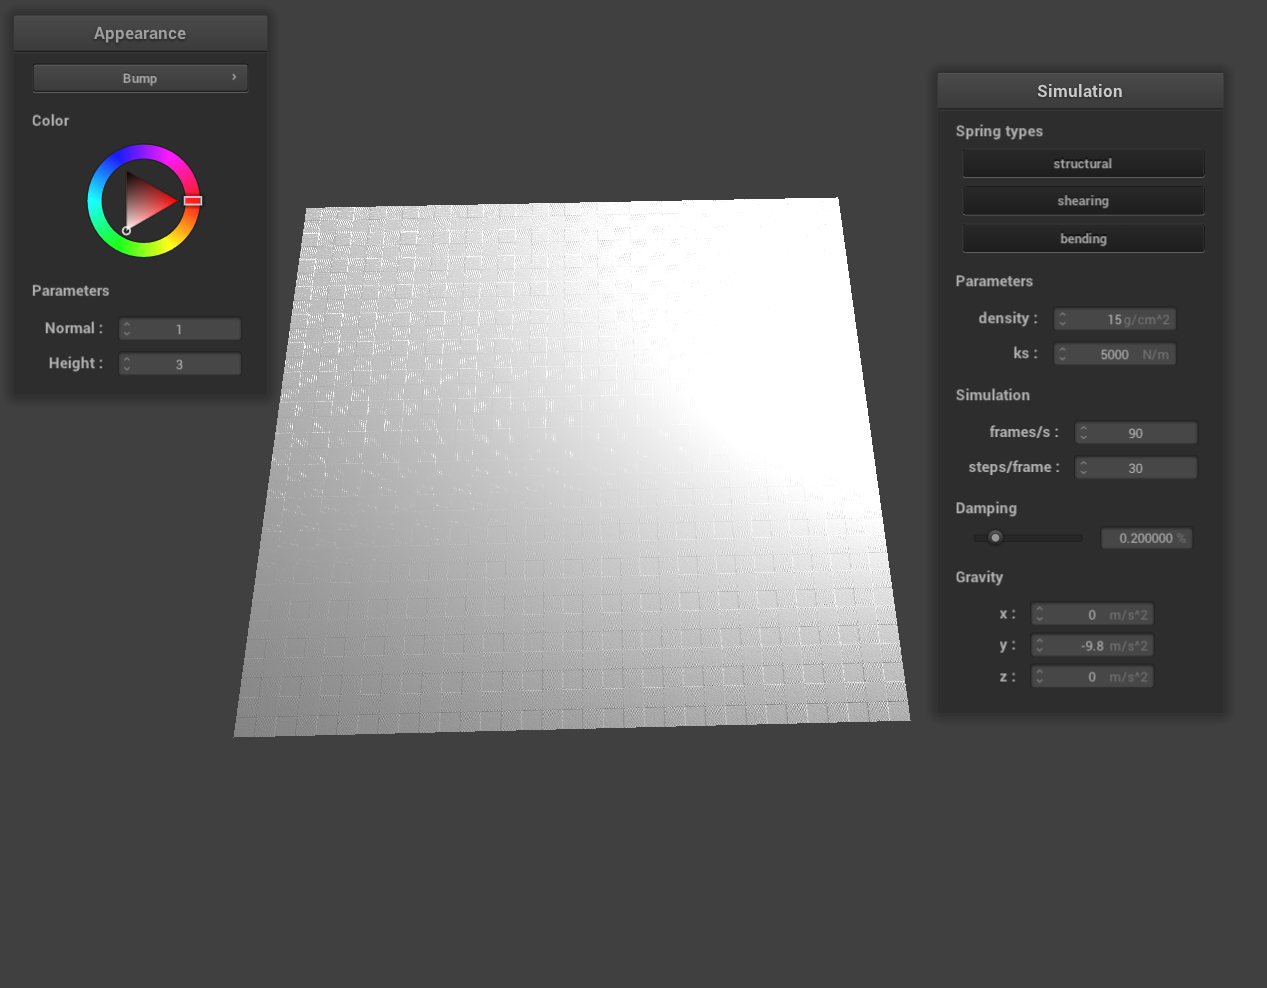 Appearance
Bump
Color
Parameters
Normal : 1
Height : 3
Simulation
Spring types
structural
shearing
bending
Parameters
density : 15 g/cm^2
ks : 5000 N/m
Simulation
frames/s : 90
steps/frame : 30
Damping
0.200000 %
Gravity
x : 0 m/s^2
y : -9.8 m/s^2
z : 0 m/s^2